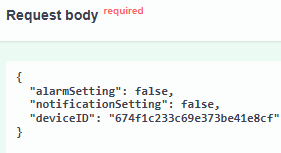 Request body required
{
  "alarmSetting": false,
  "notificationSetting": false,
  "deviceID": "674f1c233c69e373be41e8cf"
}